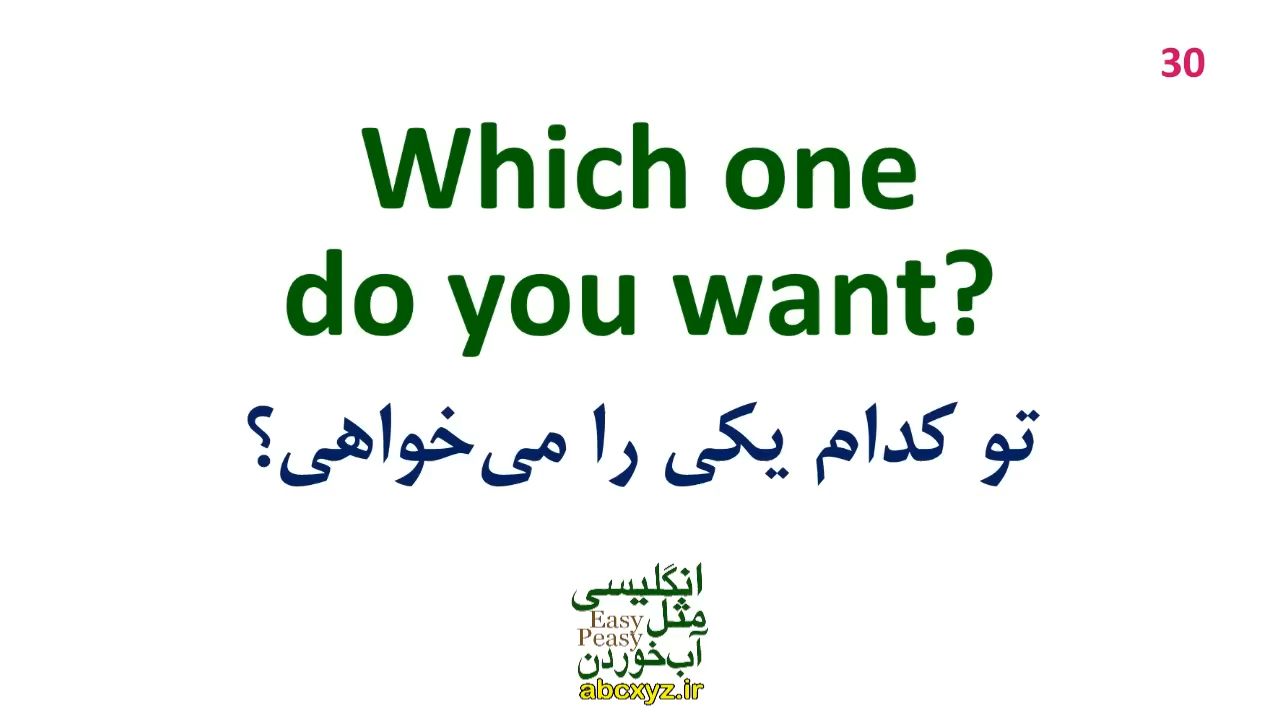 30
Which one
do you want?
تو کدام یکی را می‌خواهی؟
انگلیسی
مثل
Easy
Peasy
آب‌خوردن
abcxyz.ir